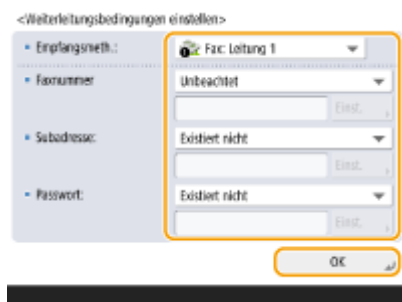 <Weiterleitungsbedingungen einstellen>
Empfangsmeth.: Fax: Leitung 1
Faxnummer Unbeachtet
Einst.
Subadresse: Existiert nicht
Einst.
Passwort: Existiert nicht
Einst.
OK